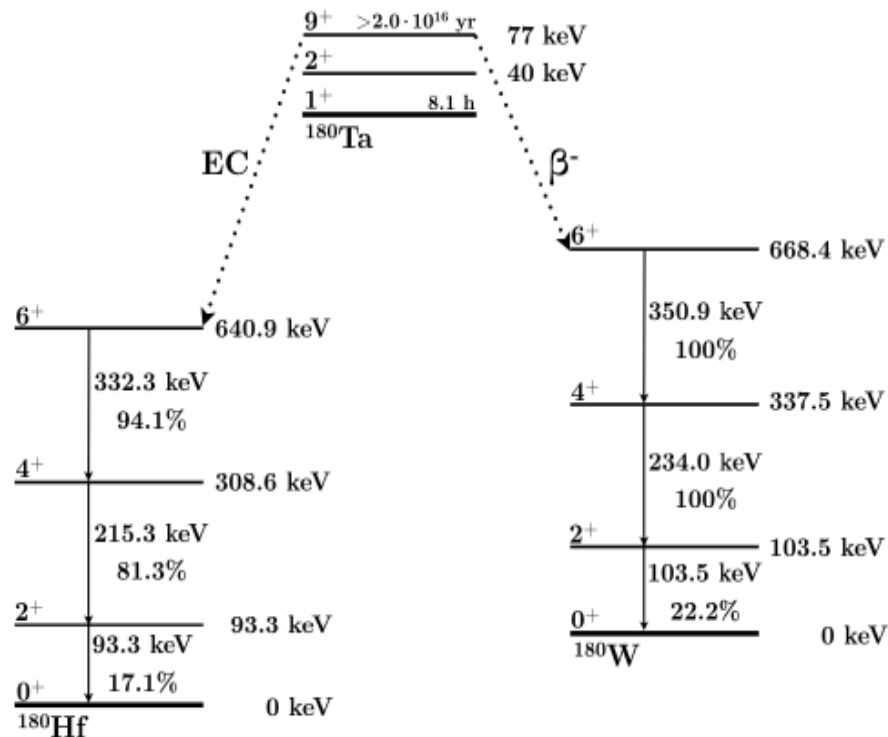 9⁺ >2.0·10¹⁶ yr 77 keV
2⁺ 40 keV
1⁺ 8.1 h
¹⁸⁰Ta
EC
β⁻
6⁺ 668.4 keV
350.9 keV
100%
4⁺ 337.5 keV
234.0 keV
100%
2⁺ 103.5 keV
103.5 keV
22.2%
0⁺ 0 keV
¹⁸⁰W
6⁺ 640.9 keV
332.3 keV
94.1%
4⁺ 308.6 keV
215.3 keV
81.3%
2⁺ 93.3 keV
93.3 keV
17.1%
0⁺ 0 keV
¹⁸⁰Hf